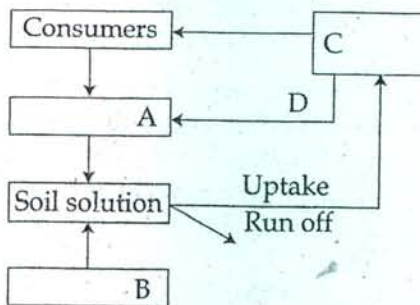 Consumers
C
A
D
Soil solution
Uptake
Run off
B